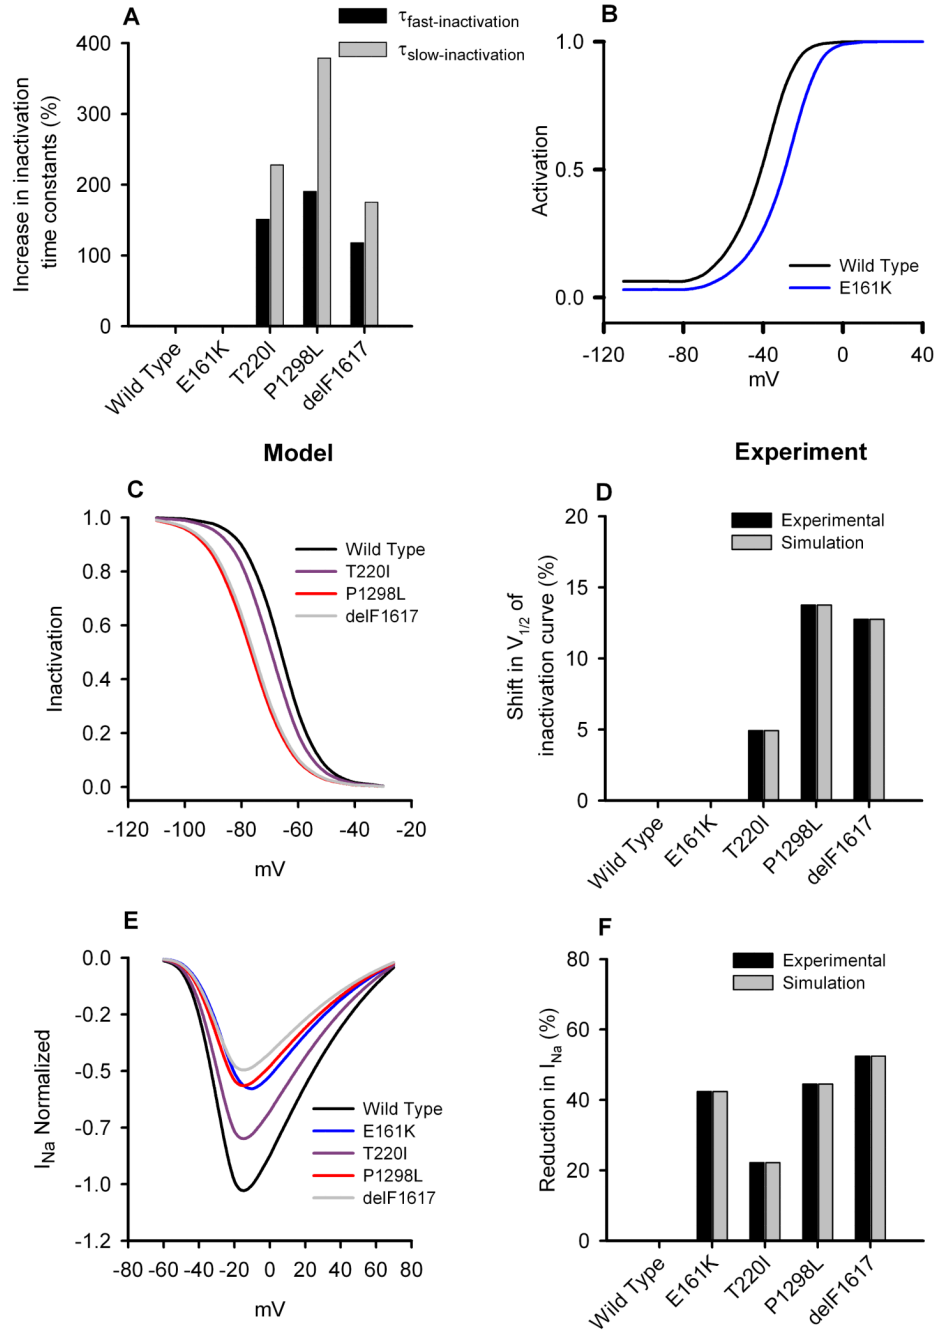 A
τfast-inactivation
τslow-inactivation
Increase in inactivation
time constants (%)
400
300
200
100
0
Wild Type
E161K
T220I
P1298L
delF1617
B
Activation
1.0
0.5
0.0
Wild Type
E161K
-120
-80
-40
0
40
mV
Model
Experiment
C
Inactivation
1.0
0.8
0.6
0.4
0.2
0.0
Wild Type
T220I
P1298L
delF1617
-120
-100
-80
-60
-40
-20
mV
D
Experimental
Simulation
Shift in V1/2 of
inactivation curve (%)
20
15
10
5
0
Wild Type
E161K
T220I
P1298L
delF1617
E
INa Normalized
0.0
-0.2
-0.5
-0.7
-1.0
-1.2
Wild Type
E161K
T220I
P1298L
delF1617
-80
-60
-40
-20
0
20
40
60
80
mV
F
Experimental
Simulation
Reduction in INa (%)
80
60
40
20
0
Wild Type
E161K
T220I
P1298L
delF1617